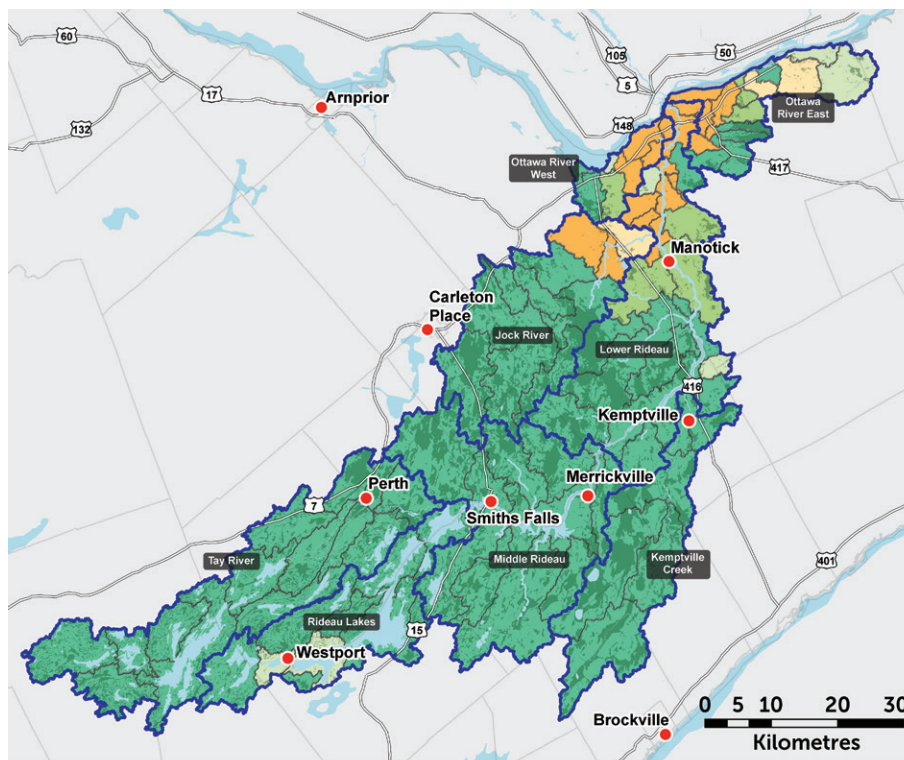 60
105
50
5
17
Arnprior
Ottawa
River East
132
148
Ottawa River
West
417
Manotick
Carleton
Place
Jock River
Lower Rideau
416
Kemptville
Perth
Merrickville
7
Smiths Falls
Tay River
Middle Rideau
Kemptville
Creek
401
Rideau Lakes
15
Westport
Brockville
0 5 10 20 30
Kilometres